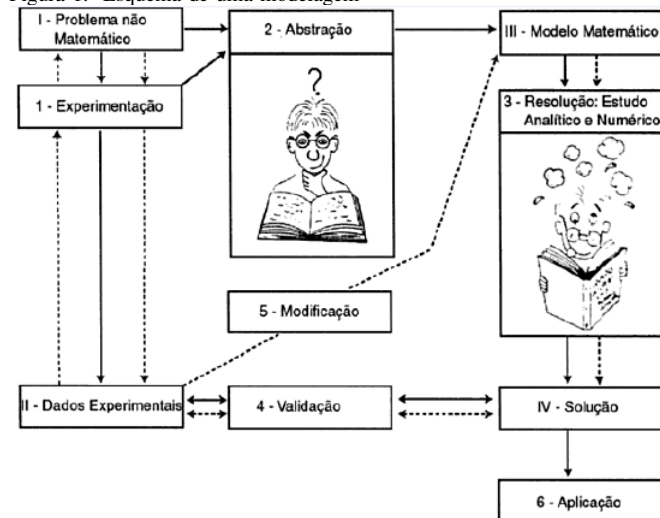 Figura 1: Esquema de uma modelagem
I - Problema não
Matemático
2 - Abstração
III - Modelo Matemático
1 - Experimentação
?
3 - Resolução: Estudo
Analítico e Numérico
5 - Modificação
II - Dados Experimentais
4 - Validação
IV - Solução
6 - Aplicação